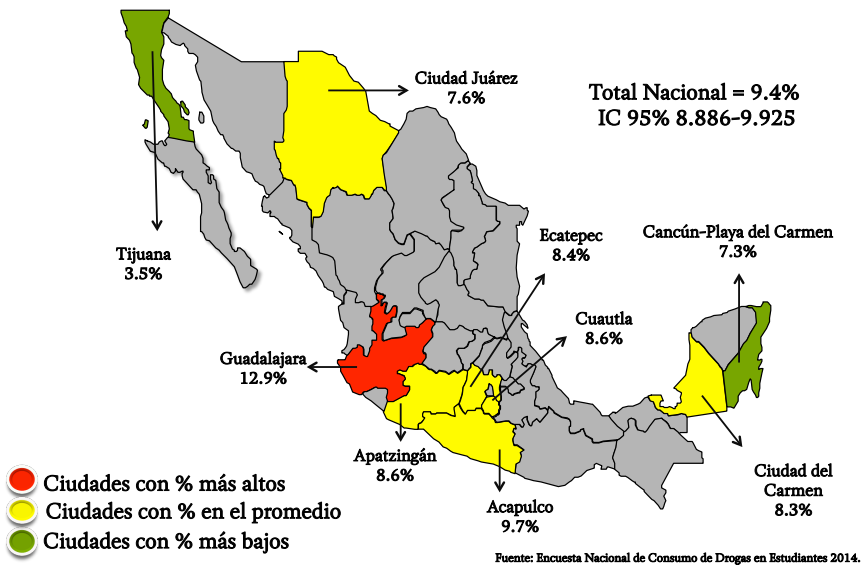 Ciudad Juárez
7.6%
Total Nacional = 9.4%
IC 95% 8.886-9.925
Tijuana
3.5%
Ecatepec
8.4%
Cancún-Playa del Carmen
7.3%
Cuautla
8.6%
Guadalajara
12.9%
Apatzingán
8.6%
Acapulco
9.7%
Ciudad del
Carmen
8.3%
Ciudades con % más altos
Ciudades con % en el promedio
Ciudades con % más bajos
Fuente: Encuesta Nacional de Consumo de Drogas en Estudiantes 2014.